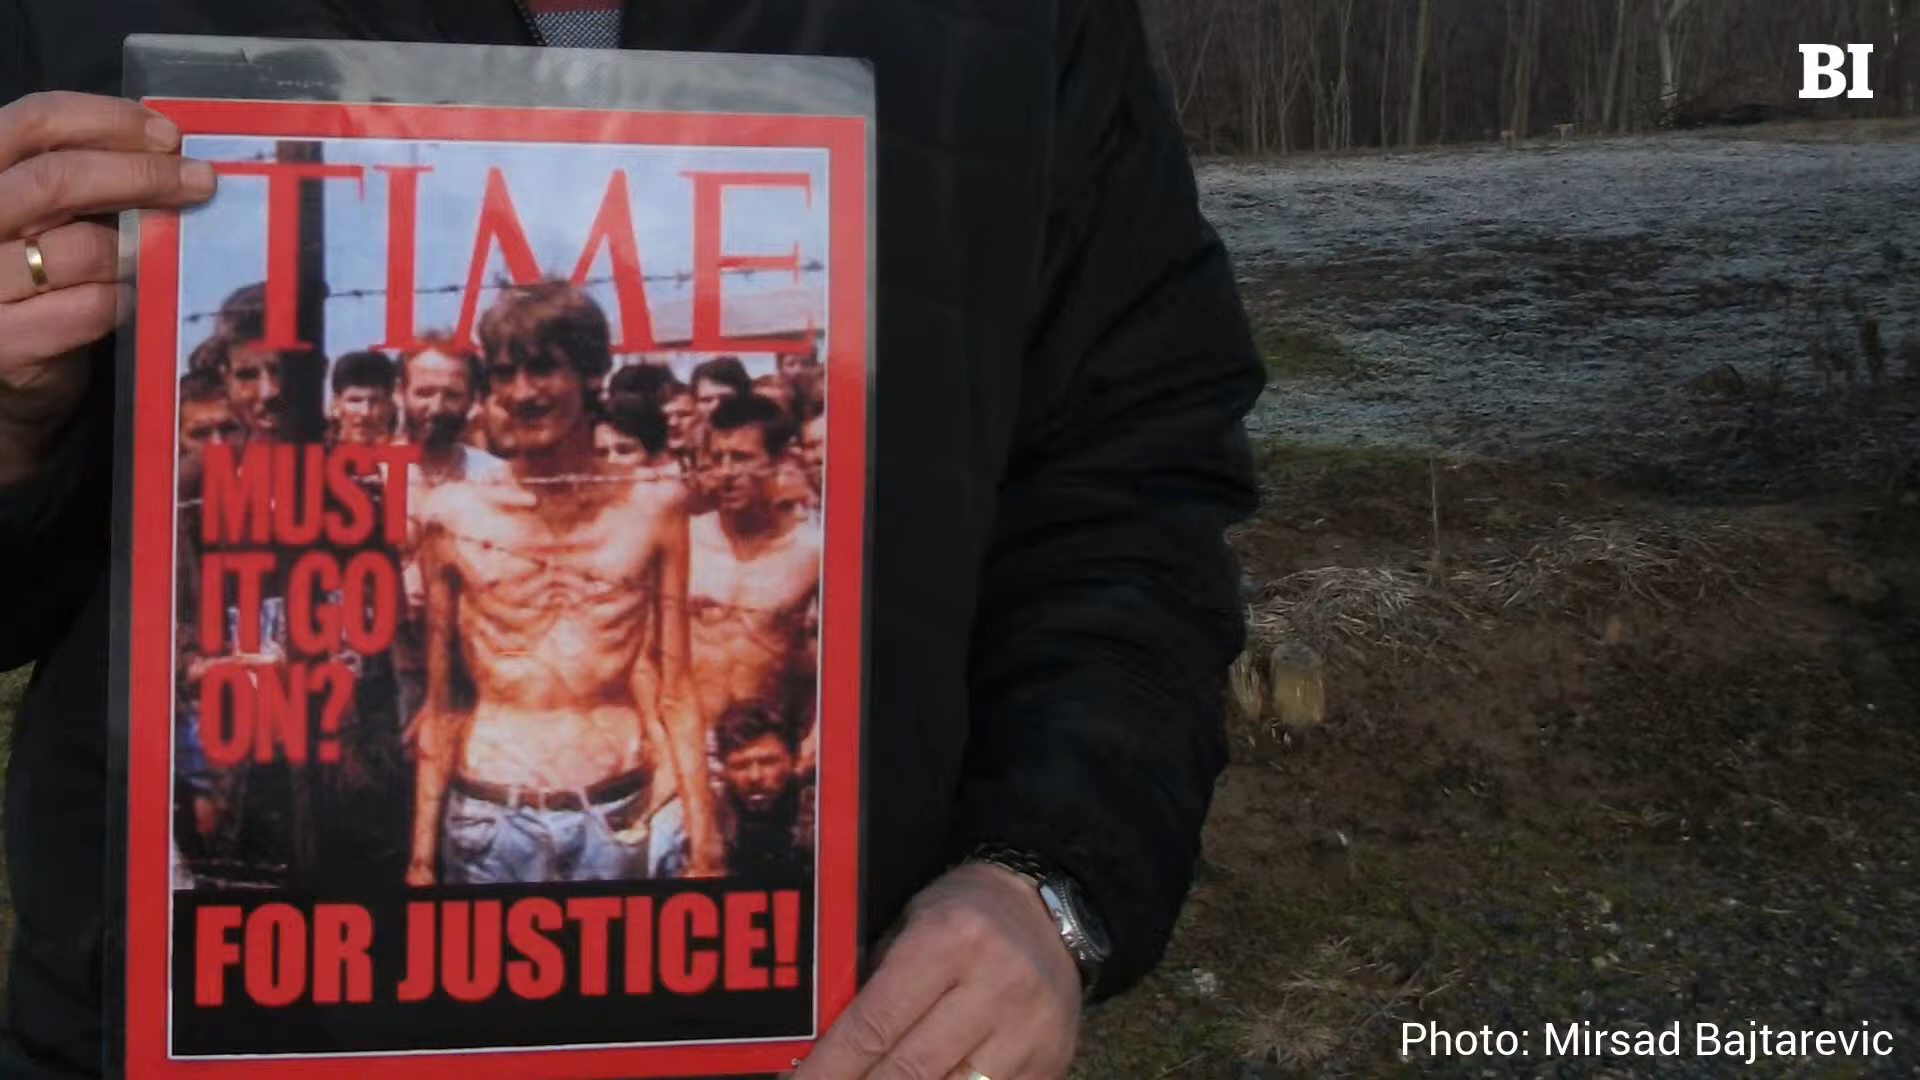 BI
TIME
MUST
IT GO
ON?
FOR JUSTICE!
Photo: Mirsad Bajtarevic